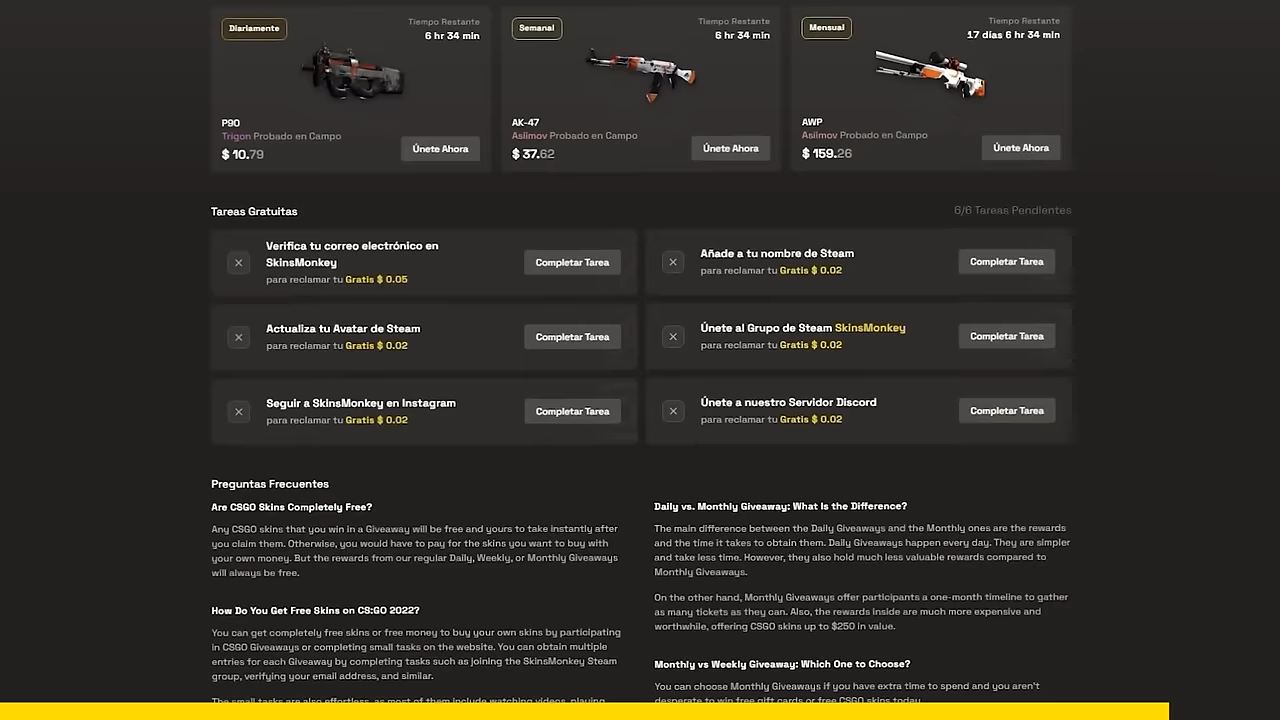 Diariamente
Tiempo Restante
6 hr 34 min
P90
Trigon Probado en Campo
$ 10.79
Únete Ahora
Semanal
Tiempo Restante
6 hr 34 min
AK-47
Asiimov Probado en Campo
$ 37.62
Únete Ahora
Mensual
Tiempo Restante
17 días 6 hr 34 min
AWP
Asiimov Probado en Campo
$ 159.26
Únete Ahora
Tareas Gratuitas
6/6 Tareas Pendientes
Verifica tu correo electrónico en
SkinsMonkey
para reclamar tu Gratis $ 0.05
Completar Tarea
Añade a tu nombre de Steam
para reclamar tu Gratis $ 0.02
Completar Tarea
Actualiza tu Avatar de Steam
para reclamar tu Gratis $ 0.02
Completar Tarea
Únete al Grupo de Steam SkinsMonkey
para reclamar tu Gratis $ 0.02
Completar Tarea
Seguir a SkinsMonkey en Instagram
para reclamar tu Gratis $ 0.02
Completar Tarea
Únete a nuestro Servidor Discord
para reclamar tu Gratis $ 0.02
Completar Tarea
Preguntas Frecuentes
Are CSGO Skins Completely Free?
Any CSGO skins that you win in a Giveaway will be free and yours to take instantly after
you claim them. Otherwise, you would have to pay for the skins you want to buy with
your own money. But the rewards from our regular Daily, Weekly, or Monthly Giveaways
will always be free.
How Do You Get Free Skins on CS:GO 2022?
You can get completely free skins or free money to buy your own skins by participating
in CSGO Giveaways or completing small tasks on the website. You can obtain multiple
entries for each Giveaway by completing tasks such as joining the SkinsMonkey Steam
group, verifying your email address, and similar.
The small tasks are also effortless, as most of them include watching videos, playing
Daily vs. Monthly Giveaway: What Is the Difference?
The main difference between the Daily Giveaways and the Monthly ones are the rewards
and the time it takes to obtain them. Daily Giveaways happen every day. They are simpler
and take less time. However, they also hold much less valuable rewards compared to
Monthly Giveaways.
On the other hand, Monthly Giveaways offer participants a one-month timeline to gather
as many tickets as they can. Also, the rewards inside are much more expensive and
worthwhile, offering CSGO skins up to $250 in value.
Monthly vs Weekly Giveaway: Which One to Choose?
You can choose Monthly Giveaways if you have extra time to spend and you aren't
desperate to win free gift cards or free CSGO skins today.